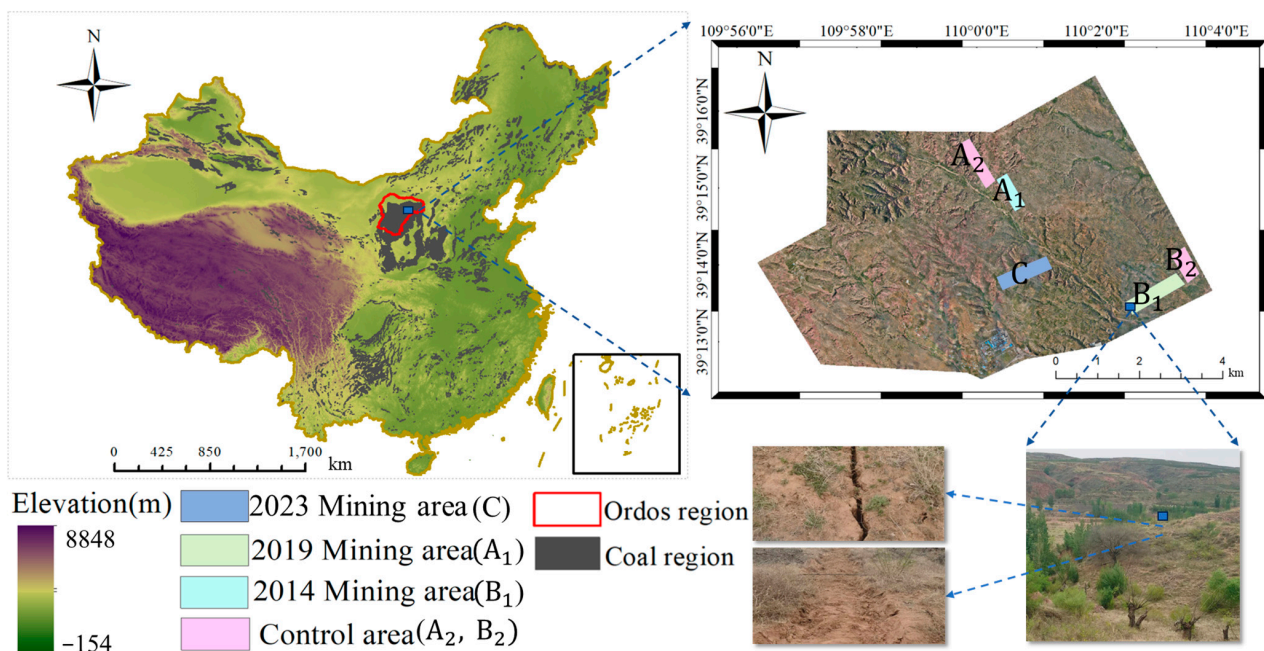 N
0 425 850 1,700
km
Elevation(m)
8848
−154
2023 Mining area (C)
2019 Mining area(A₁)
2014 Mining area(B₁)
Control area(A₂, B₂)
Ordos region
Coal region
109°56'0"E 109°58'0"E 110°0'0"E 110°2'0"E 110°4'0"E
39°16'0"N
39°15'0"N
39°14'0"N
39°13'0"N
N
A₂
A₁
C
B₂
B₁
0 1 2 4
km